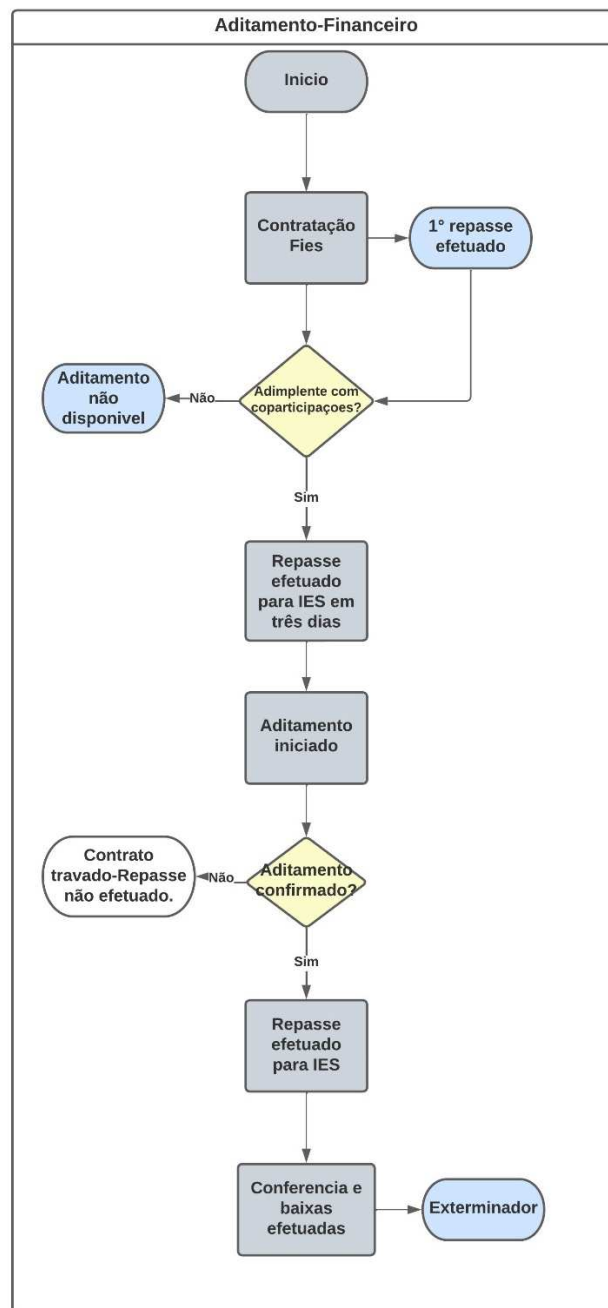 Aditamento-Financeiro
Inicio
Contratação
Fies
1° repasse
efetuado
Adimplente com
coparticipaçoes?
Não
Aditamento
não
disponivel
Sim
Repasse
efetuado
para IES em
três dias
Aditamento
iniciado
Aditamento
confirmado?
Não
Contrato
travado-Repasse
não efetuado.
Sim
Repasse
efetuado
para IES
Conferencia e
baixas
efetuadas
Exterminador